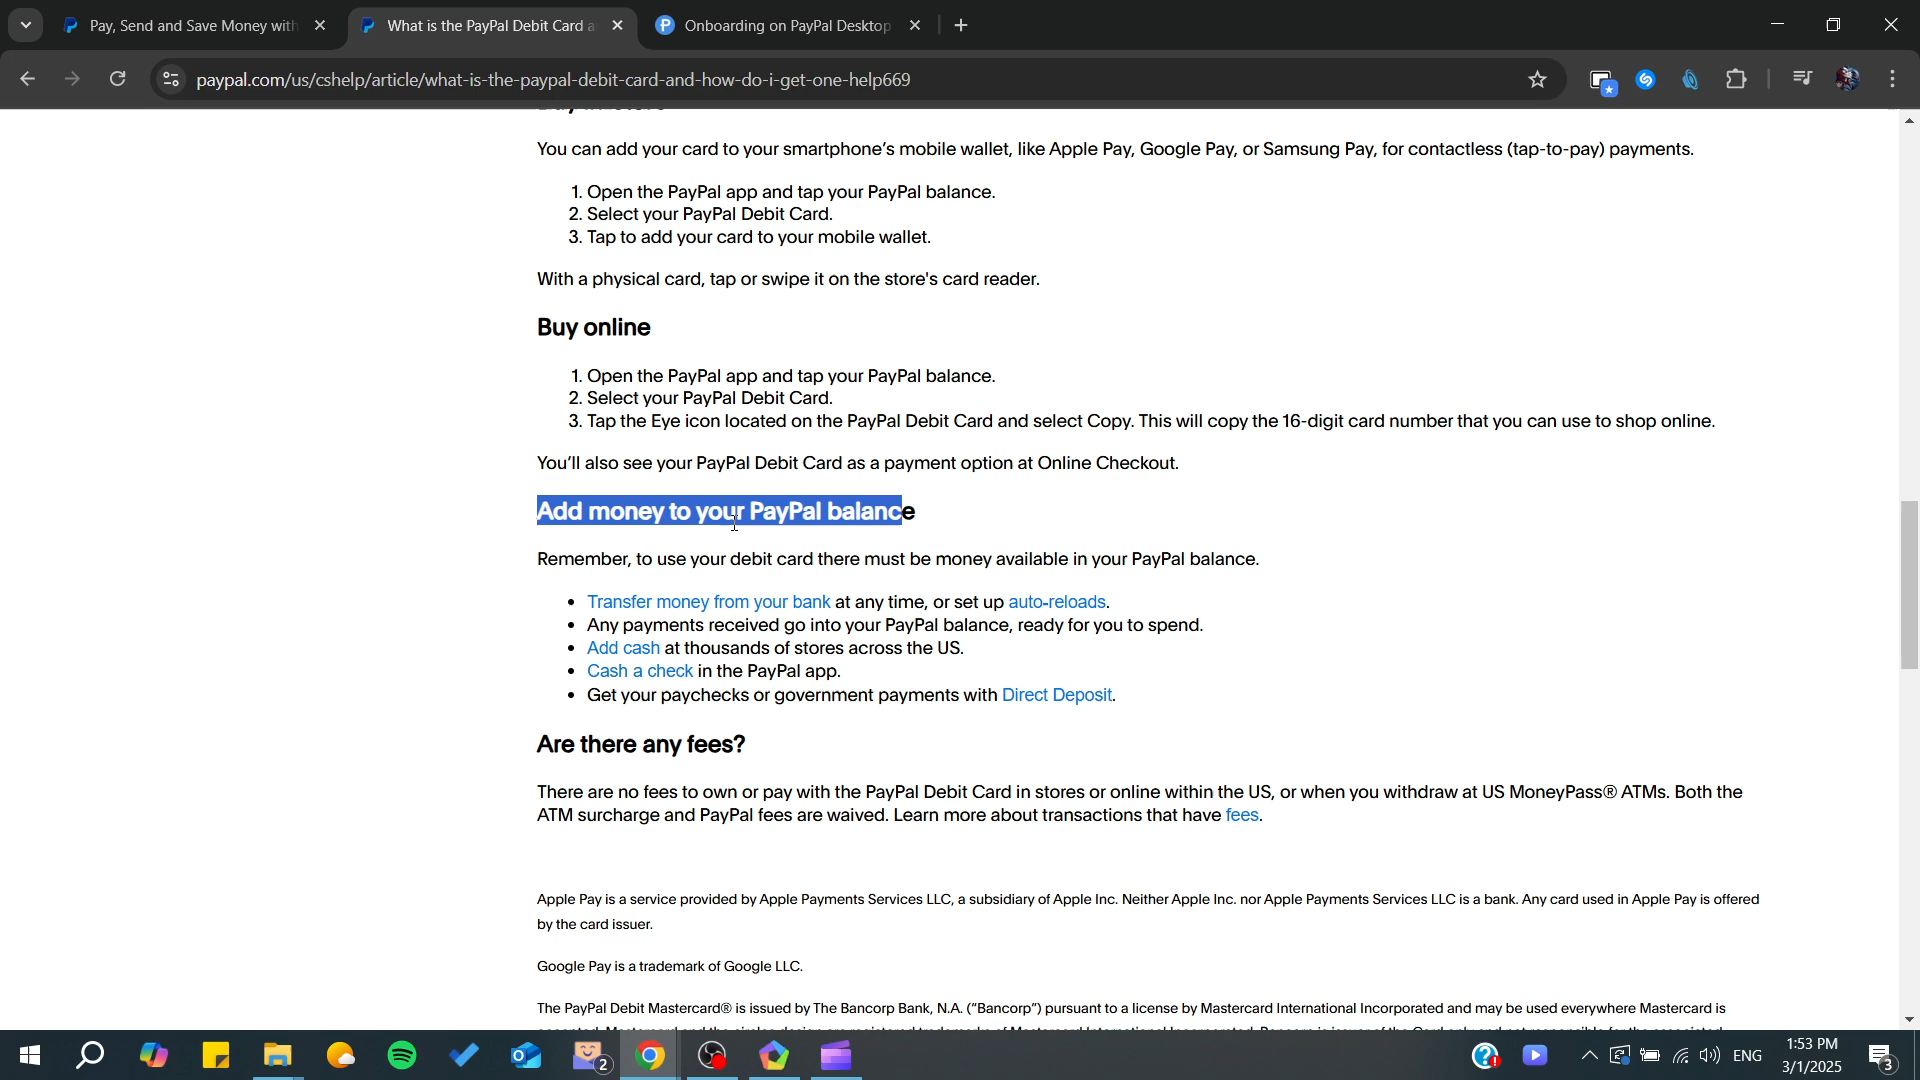 Pay, Send and Save Money with
What is the PayPal Debit Card a
Onboarding on PayPal Desktop
paypal.com/us/cshelp/article/what-is-the-paypal-debit-card-and-how-do-i-get-one-help669
You can add your card to your smartphone’s mobile wallet, like Apple Pay, Google Pay, or Samsung Pay, for contactless (tap-to-pay) payments.
1. Open the PayPal app and tap your PayPal balance.
2. Select your PayPal Debit Card.
3. Tap to add your card to your mobile wallet.
With a physical card, tap or swipe it on the store's card reader.
Buy online
1. Open the PayPal app and tap your PayPal balance.
2. Select your PayPal Debit Card.
3. Tap the Eye icon located on the PayPal Debit Card and select Copy. This will copy the 16-digit card number that you can use to shop online.
You’ll also see your PayPal Debit Card as a payment option at Online Checkout.
Add money to your PayPal balance
Remember, to use your debit card there must be money available in your PayPal balance.
• Transfer money from your bank at any time, or set up auto-reloads.
• Any payments received go into your PayPal balance, ready for you to spend.
• Add cash at thousands of stores across the US.
• Cash a check in the PayPal app.
• Get your paychecks or government payments with Direct Deposit.
Are there any fees?
There are no fees to own or pay with the PayPal Debit Card in stores or online within the US, or when you withdraw at US MoneyPass® ATMs. Both the
ATM surcharge and PayPal fees are waived. Learn more about transactions that have fees.
Apple Pay is a service provided by Apple Payments Services LLC, a subsidiary of Apple Inc. Neither Apple Inc. nor Apple Payments Services LLC is a bank. Any card used in Apple Pay is offered
by the card issuer.
Google Pay is a trademark of Google LLC.
The PayPal Debit Mastercard® is issued by The Bancorp Bank, N.A. (“Bancorp”) pursuant to a license by Mastercard International Incorporated and may be used everywhere Mastercard is
2
ENG
1:53 PM
3/1/2025
3